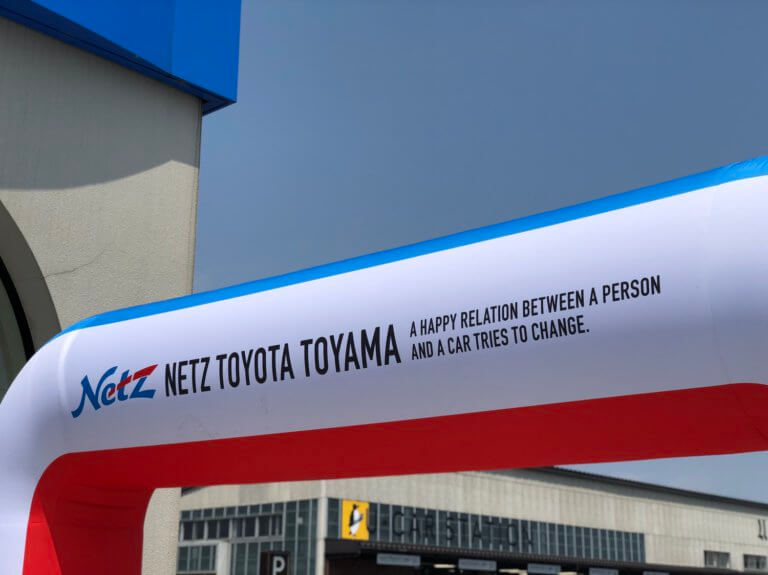 Netz NETZ TOYOTA TOYAMA
A HAPPY RELATION BETWEEN A PERSON
AND A CAR TRIES TO CHANGE.
U-CAR STATION
P